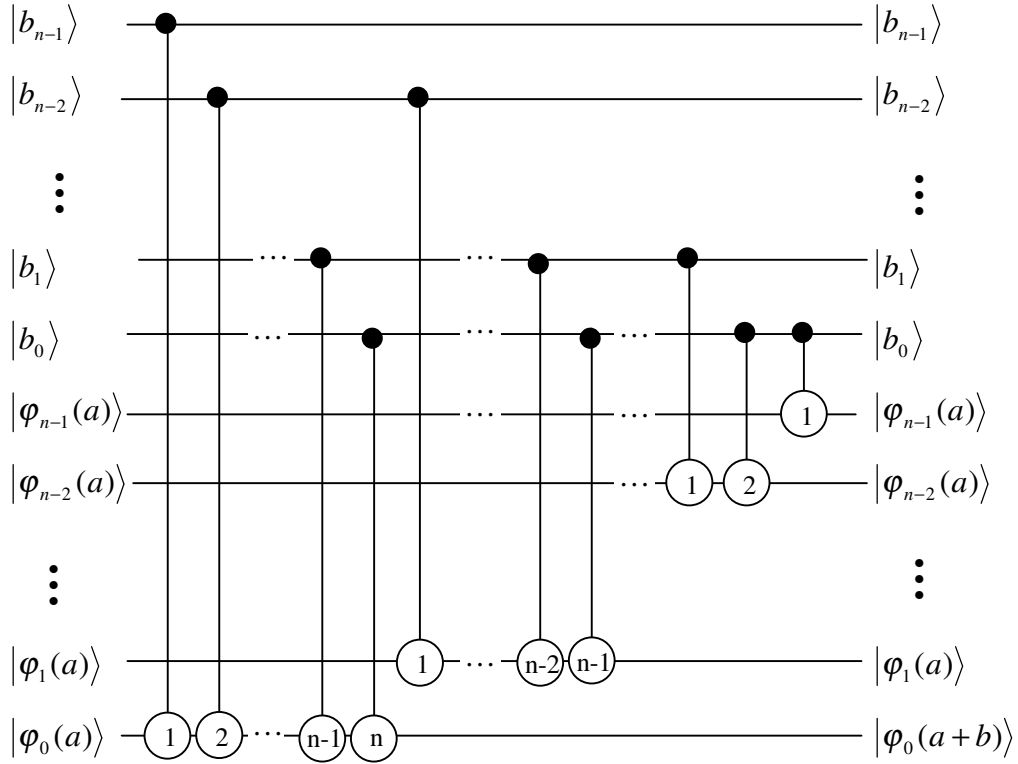 |b_{n-1}⟩ |b_{n-1}⟩
|b_{n-2}⟩ |b_{n-2}⟩
⋮ ⋮
|b_1⟩ ··· ··· |b_1⟩
|b_0⟩ ··· ··· ··· |b_0⟩
|φ_{n-1}(a)⟩ ··· ··· 1 |φ_{n-1}(a)⟩
|φ_{n-2}(a)⟩ ··· 1 2 |φ_{n-2}(a)⟩
⋮ ⋮
|φ_1(a)⟩ 1 ··· n-2 n-1 |φ_1(a)⟩
|φ_0(a)⟩ 1 2 ··· n-1 n |φ_0(a+b)⟩